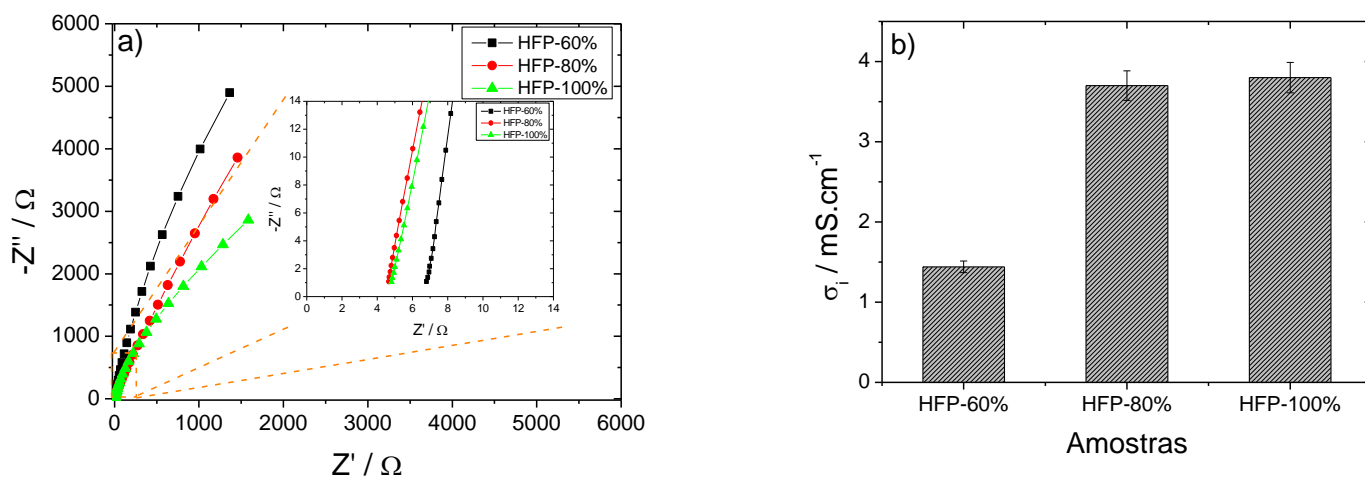 a)
6000
5000
4000
3000
2000
1000
0
-Z'' / Ω
HFP-60%
HFP-80%
HFP-100%
14
12
10
8
6
4
2
0
-Z'' / Ω
HFP-60%
HFP-80%
HFP-100%
0 2 4 6 8 10 12 14
Z' / Ω
0 1000 2000 3000 4000 5000 6000
Z' / Ω
b)
4
3
2
1
0
σi / mS.cm-1
HFP-60% HFP-80% HFP-100%
Amostras